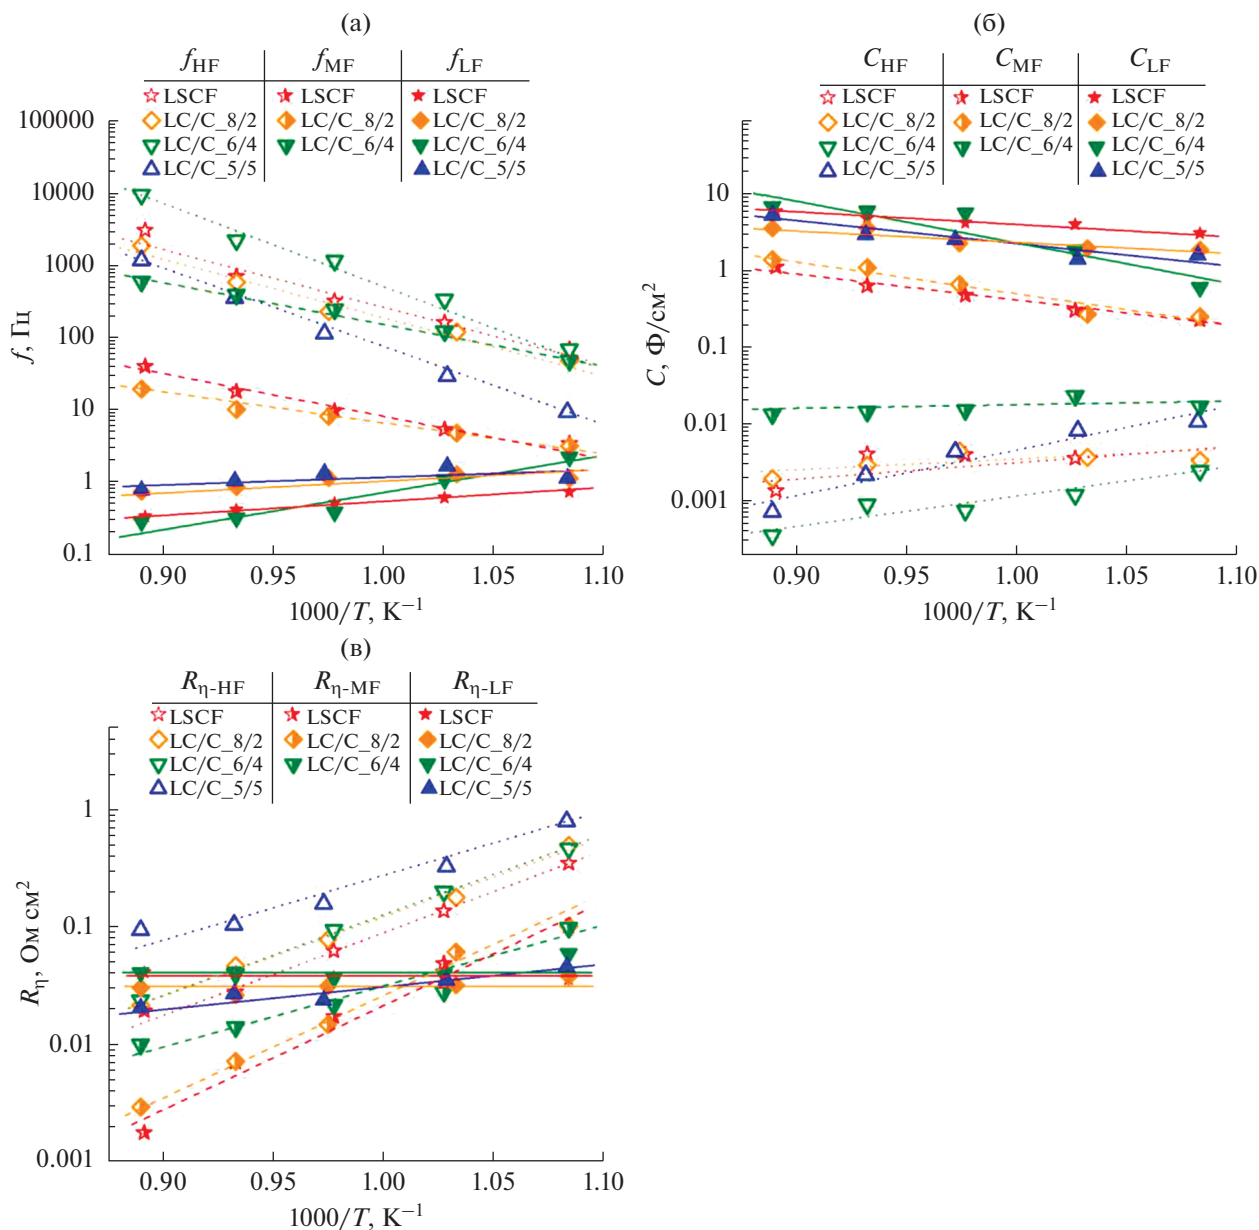 (а)
f_HF f_MF f_LF
LSCF LSCF LSCF
LC/C_8/2 LC/C_8/2 LC/C_8/2
LC/C_6/4 LC/C_6/4 LC/C_6/4
LC/C_5/5 LC/C_5/5
100000
10000
1000
100
10
1
0.1
f, Гц
0.90 0.95 1.00 1.05 1.10
1000/T, K⁻¹
(б)
C_HF C_MF C_LF
LSCF LSCF LSCF
LC/C_8/2 LC/C_8/2 LC/C_8/2
LC/C_6/4 LC/C_6/4 LC/C_6/4
LC/C_5/5 LC/C_5/5
10
1
0.1
0.01
0.001
C, Ф/см²
0.90 0.95 1.00 1.05 1.10
1000/T, K⁻¹
(в)
R_η-HF R_η-MF R_η-LF
LSCF LSCF LSCF
LC/C_8/2 LC/C_8/2 LC/C_8/2
LC/C_6/4 LC/C_6/4 LC/C_6/4
LC/C_5/5 LC/C_5/5
1
0.1
0.01
0.001
R_η, Ом см²
0.90 0.95 1.00 1.05 1.10
1000/T, K⁻¹